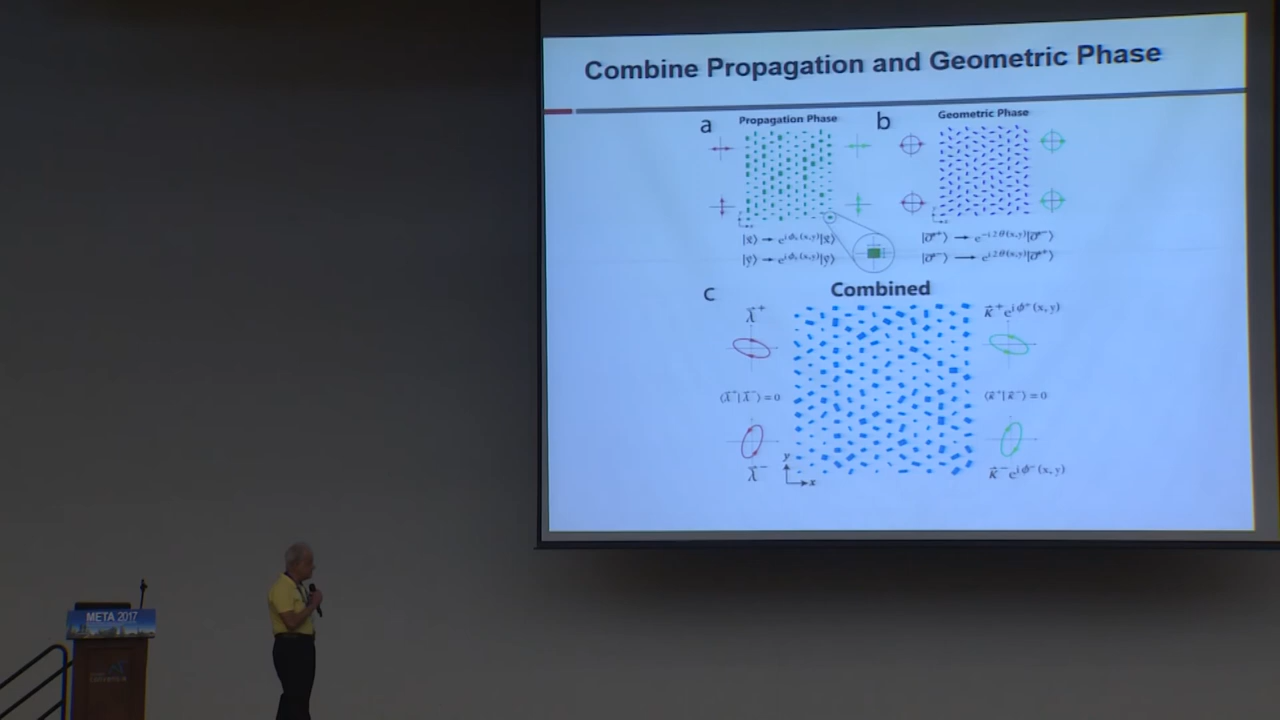 Combine Propagation and Geometric Phase
a
Propagation Phase
b
Geometric Phase
|x̂⟩ → e^{iϕₓ(x,y)}|x̂⟩
|ŷ⟩ → e^{iϕᵧ(x,y)}|ŷ⟩
|σ⃗⁺⟩ → e^{-i2θ(x,y)}|σ⃗⁻⟩
|σ⃗⁻⟩ → e^{i2θ(x,y)}|σ⃗⁺⟩
c
Combined
λ⃗⁺
κ⃗⁺e^{iϕ⁺(x,y)}
⟨λ⃗⁺|λ⃗⁻⟩ = 0
⟨κ⃗⁺|κ⃗⁻⟩ = 0
λ⃗⁻
y
x
κ⃗⁻e^{iϕ⁻(x,y)}
META 2017